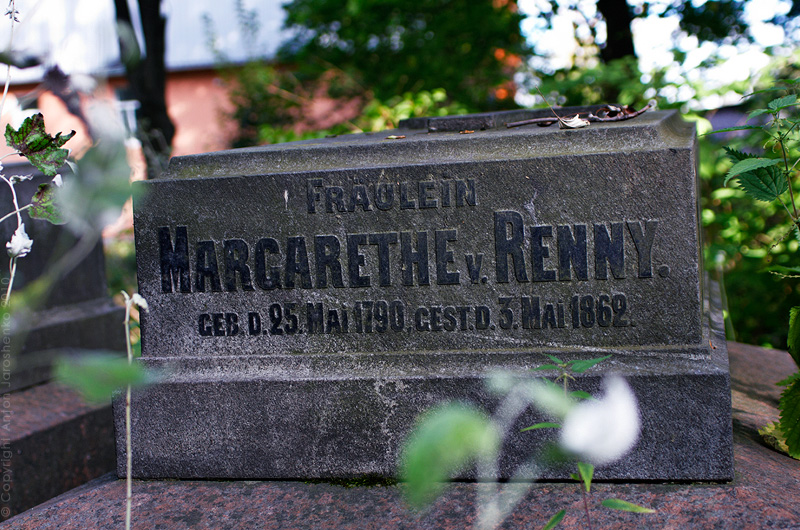 FRÄULEIN
MARGARETHE V. RENNY.
GEB. D. 25. MAI 1790. GEST. D. 3. MAI 1862.
© Copyright Anton Jaroshenko